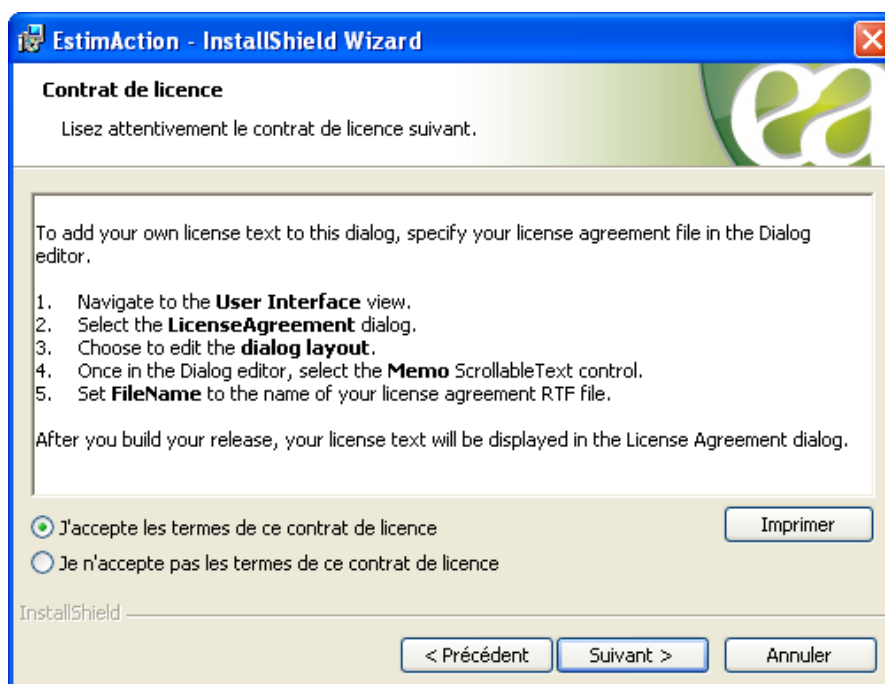 EstimAction - InstallShield Wizard
Contrat de licence
Lisez attentivement le contrat de licence suivant.
ea
To add your own license text to this dialog, specify your license agreement file in the Dialog
editor.
1. Navigate to the User Interface view.
2. Select the LicenseAgreement dialog.
3. Choose to edit the dialog layout.
4. Once in the Dialog editor, select the Memo ScrollableText control.
5. Set FileName to the name of your license agreement RTF file.
After you build your release, your license text will be displayed in the License Agreement dialog.
J'accepte les termes de ce contrat de licence
Imprimer
Je n'accepte pas les termes de ce contrat de licence
InstallShield
< Précédent
Suivant >
Annuler